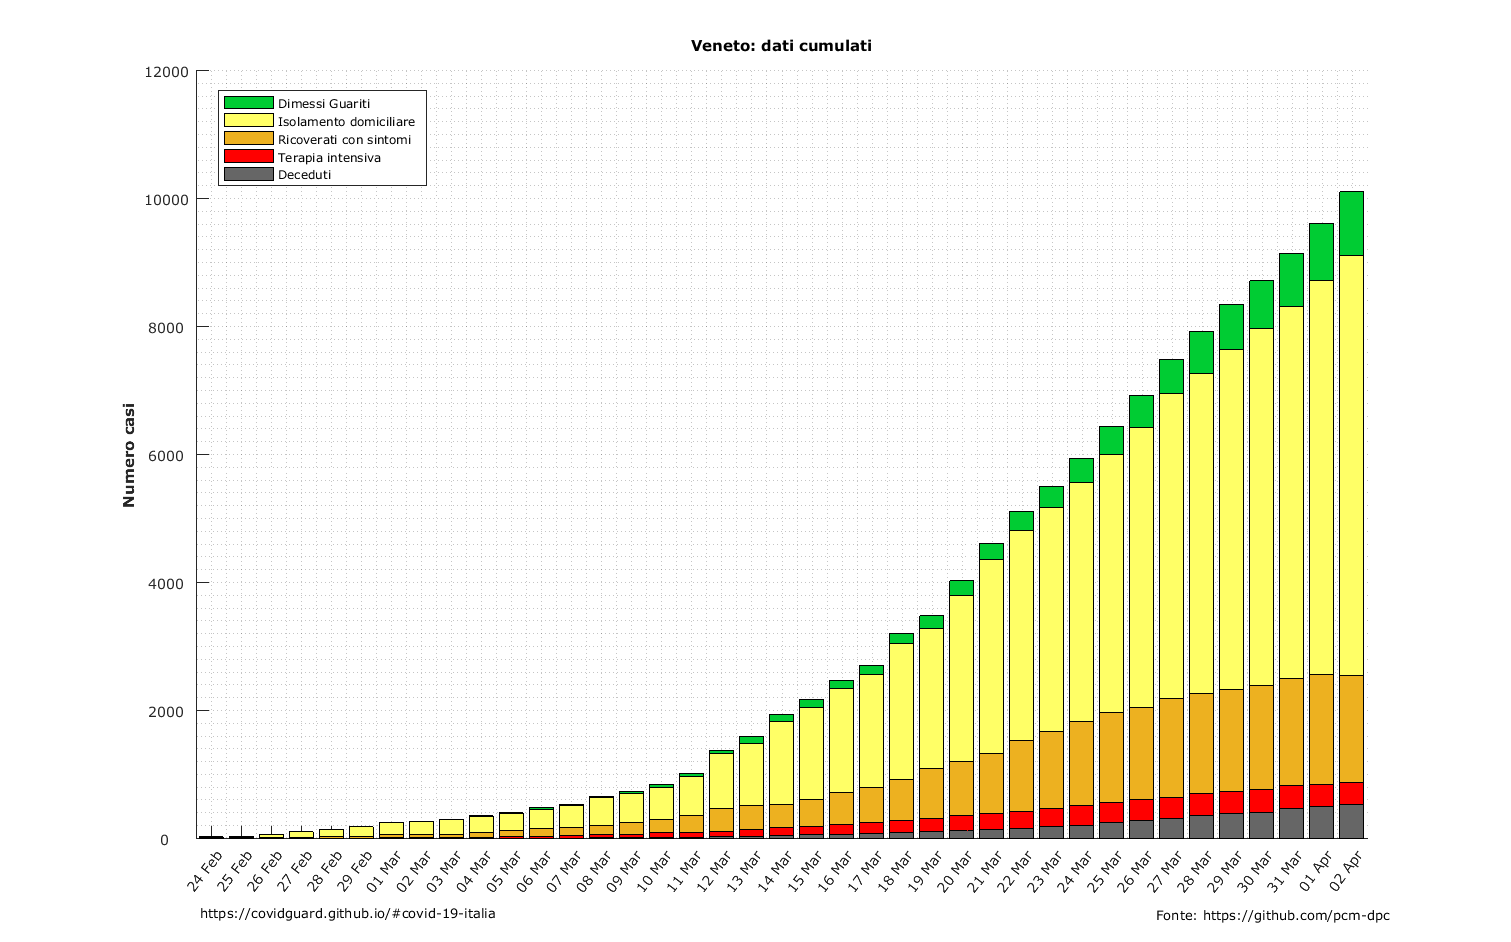 Veneto: dati cumulati
12000
10000
8000
6000
4000
2000
0
Numero casi
Dimessi Guariti
Isolamento domiciliare
Ricoverati con sintomi
Terapia intensiva
Deceduti
24 Feb
25 Feb
26 Feb
27 Feb
28 Feb
29 Feb
01 Mar
02 Mar
03 Mar
04 Mar
05 Mar
06 Mar
07 Mar
08 Mar
09 Mar
10 Mar
11 Mar
12 Mar
13 Mar
14 Mar
15 Mar
16 Mar
17 Mar
18 Mar
19 Mar
20 Mar
21 Mar
22 Mar
23 Mar
24 Mar
25 Mar
26 Mar
27 Mar
28 Mar
29 Mar
30 Mar
31 Mar
01 Apr
02 Apr
https://covidguard.github.io/#covid-19-italia
Fonte: https://github.com/pcm-dpc